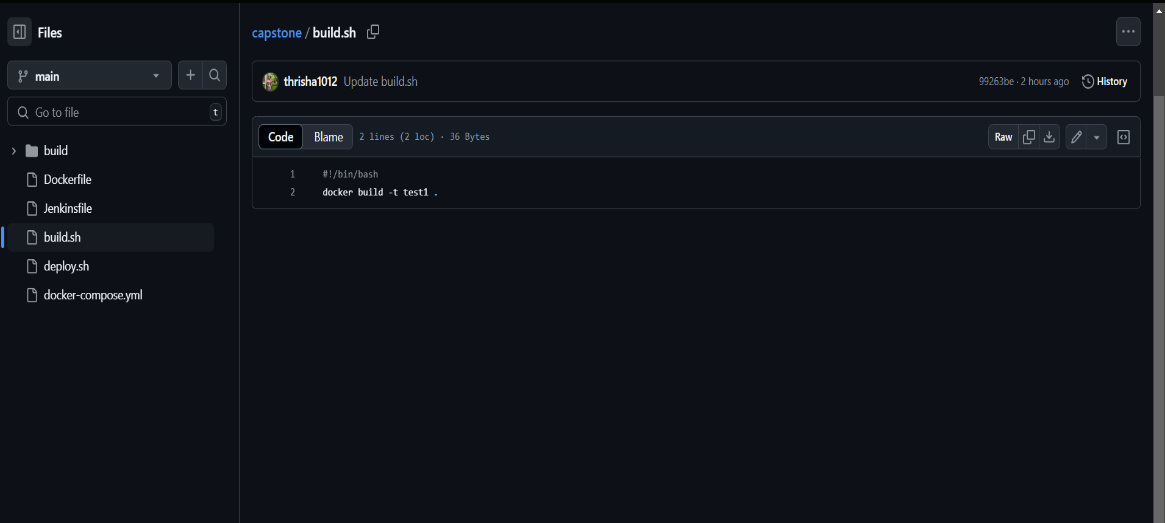 Files
main
Go to file
t
build
Dockerfile
Jenkinsfile
build.sh
deploy.sh
docker-compose.yml
capstone / build.sh
thrisha1012 Update build.sh
99263be · 2 hours ago
History
Code
Blame
2 lines (2 loc) · 36 Bytes
Raw
1 #!/bin/bash
2 docker build -t test1 .